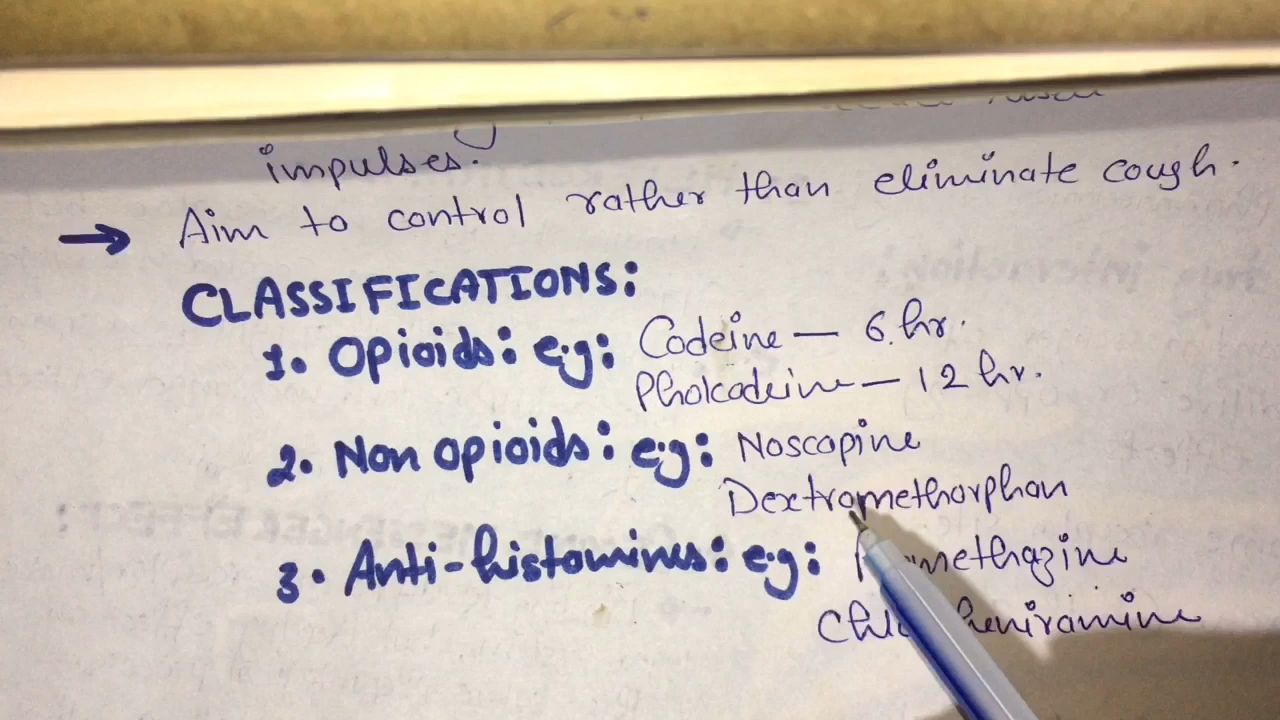 impulses.
→ Aim to control rather than eliminate cough.
CLASSIFICATIONS:
1. Opioids: e.g: Codeine — 6 hr.
Pholcodeine — 12 hr.
2. Non opioids: e.g: Noscapine
Dextromethorphan
3. Anti-histamines: e.g: